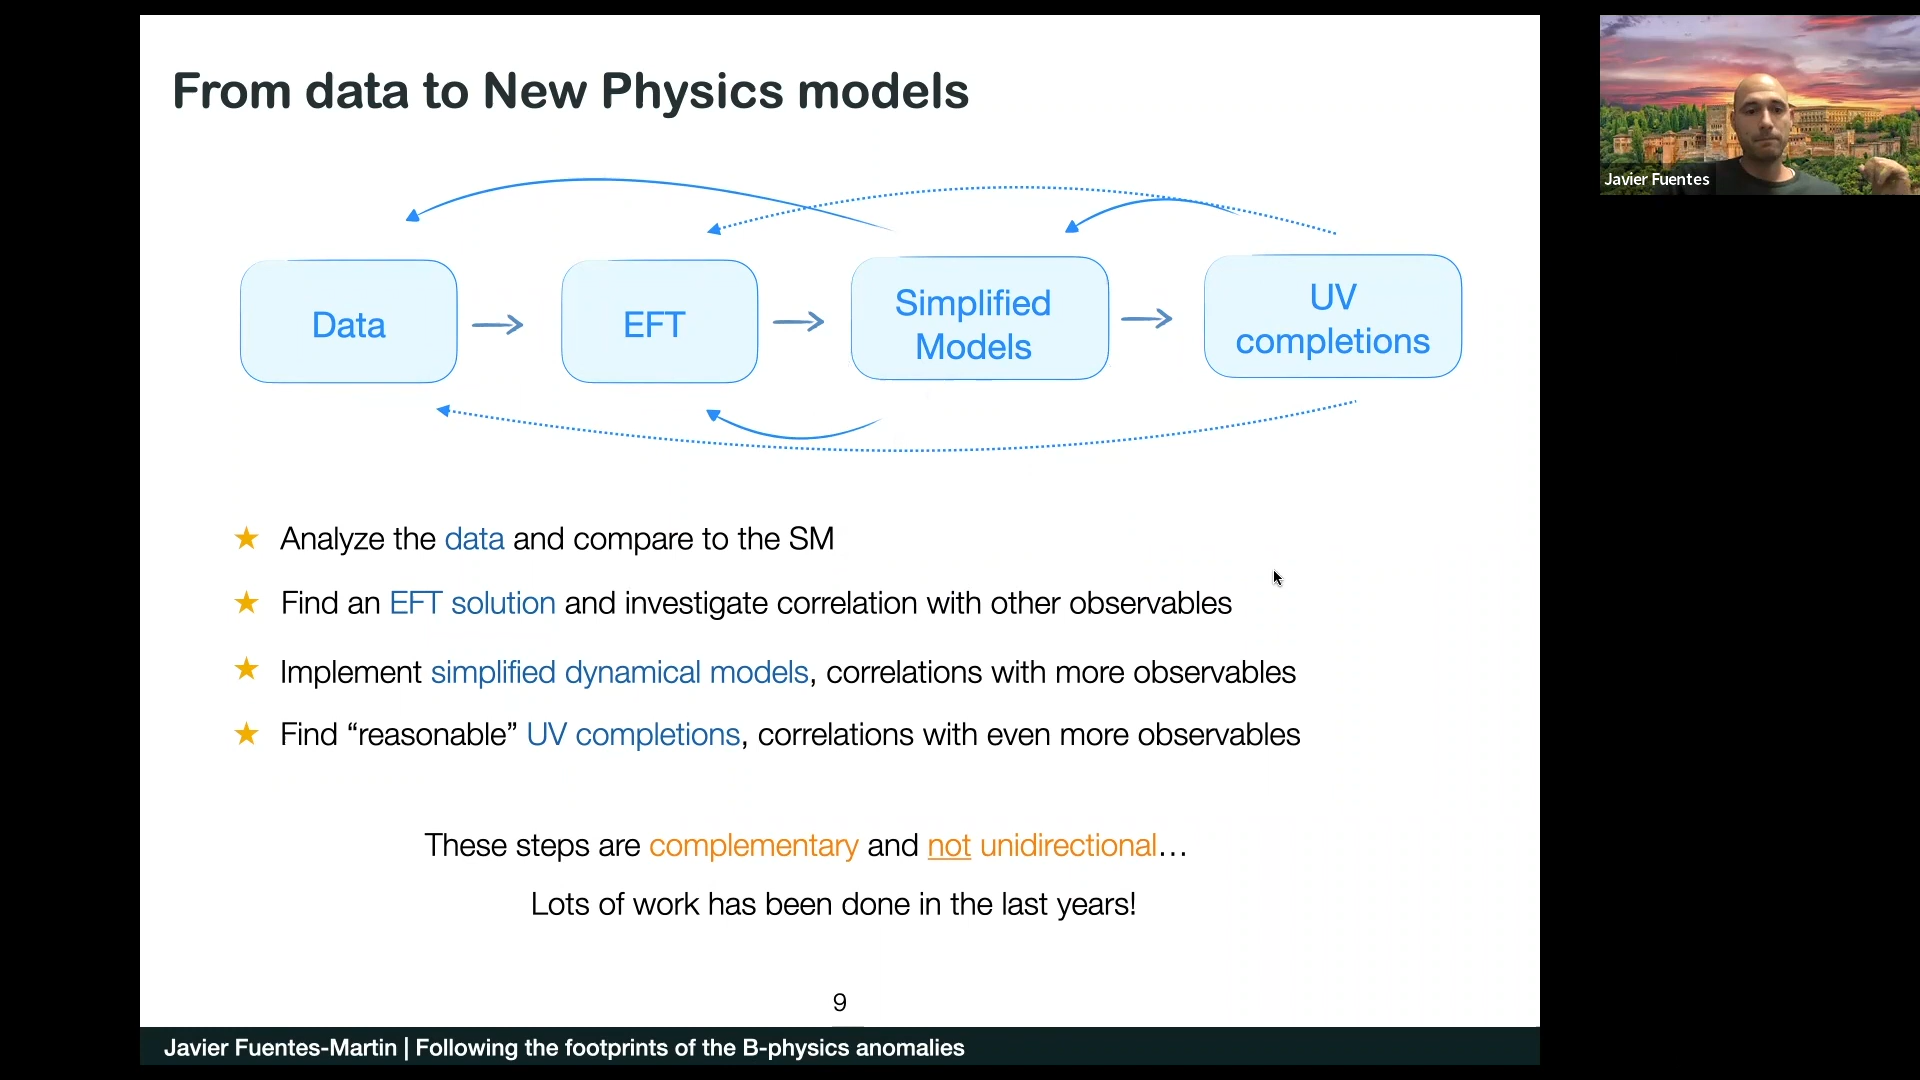 From data to New Physics models
Javier Fuentes
Data
EFT
Simplified
Models
UV
completions
★ Analyze the data and compare to the SM
★ Find an EFT solution and investigate correlation with other observables
★ Implement simplified dynamical models, correlations with more observables
★ Find “reasonable” UV completions, correlations with even more observables
These steps are complementary and not unidirectional…
Lots of work has been done in the last years!
9
Javier Fuentes-Martin | Following the footprints of the B-physics anomalies